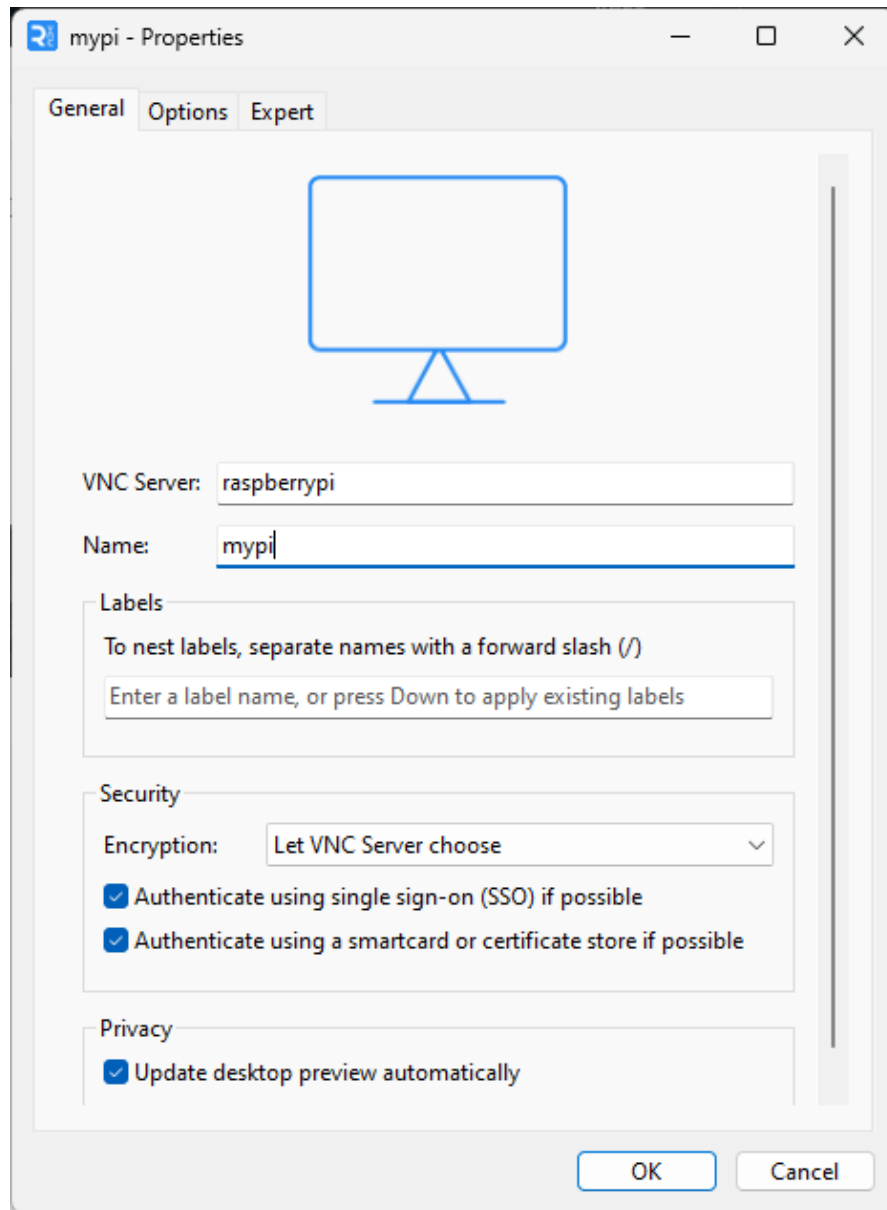 mypi - Properties
General Options Expert
VNC Server: raspberrypi
Name: mypi
Labels
To nest labels, separate names with a forward slash (/)
Enter a label name, or press Down to apply existing labels
Security
Encryption: Let VNC Server choose
Authenticate using single sign-on (SSO) if possible
Authenticate using a smartcard or certificate store if possible
Privacy
Update desktop preview automatically
OK Cancel